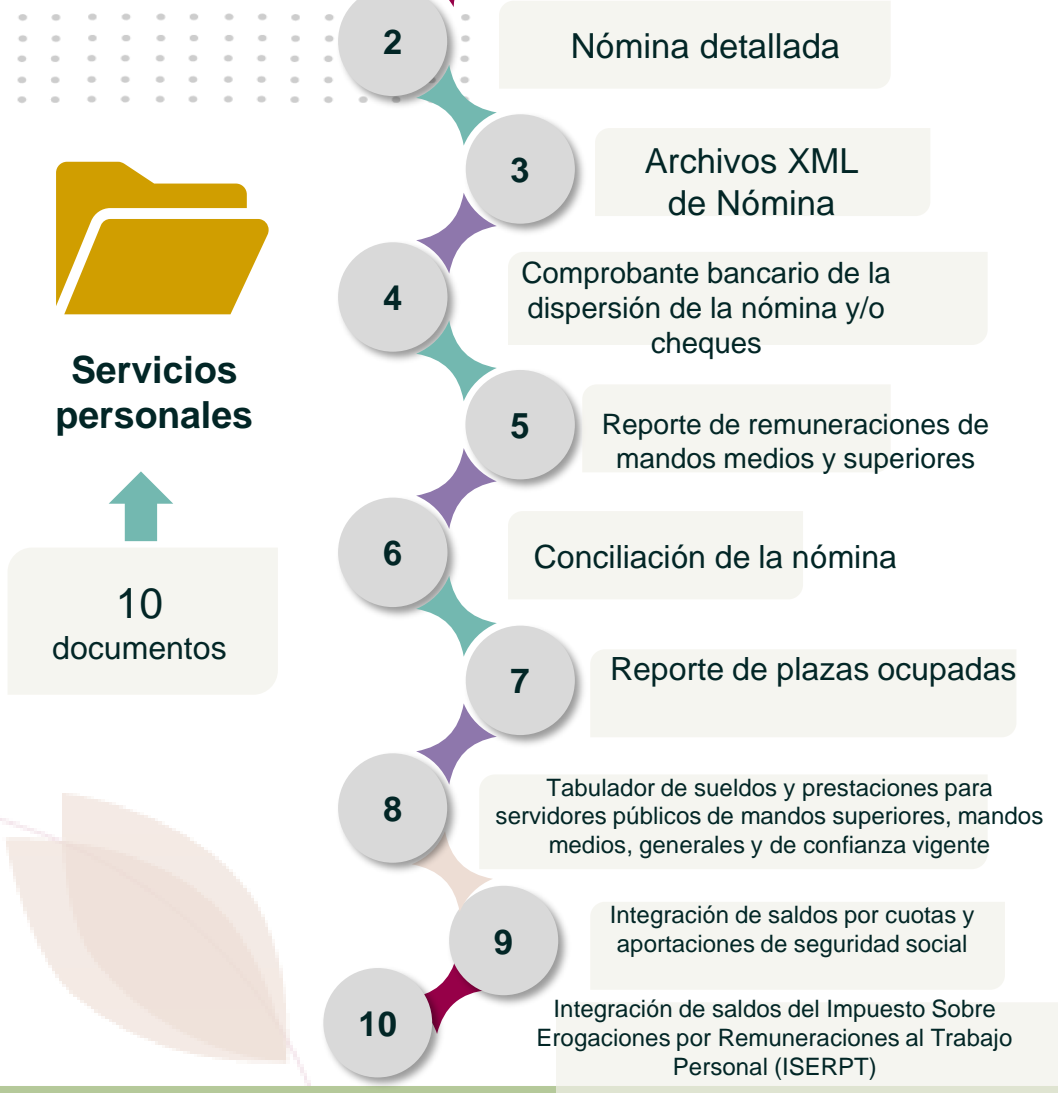 2
Nómina detallada
3
Archivos XML
de Nómina
4
Comprobante bancario de la
dispersión de la nómina y/o
cheques
Servicios
personales
5
Reporte de remuneraciones de
mandos medios y superiores
6
Conciliación de la nómina
10
documentos
7
Reporte de plazas ocupadas
8
Tabulador de sueldos y prestaciones para
servidores públicos de mandos superiores, mandos
medios, generales y de confianza vigente
9
Integración de saldos por cuotas y
aportaciones de seguridad social
10
Integración de saldos del Impuesto Sobre
Erogaciones por Remuneraciones al Trabajo
Personal (ISERPT)